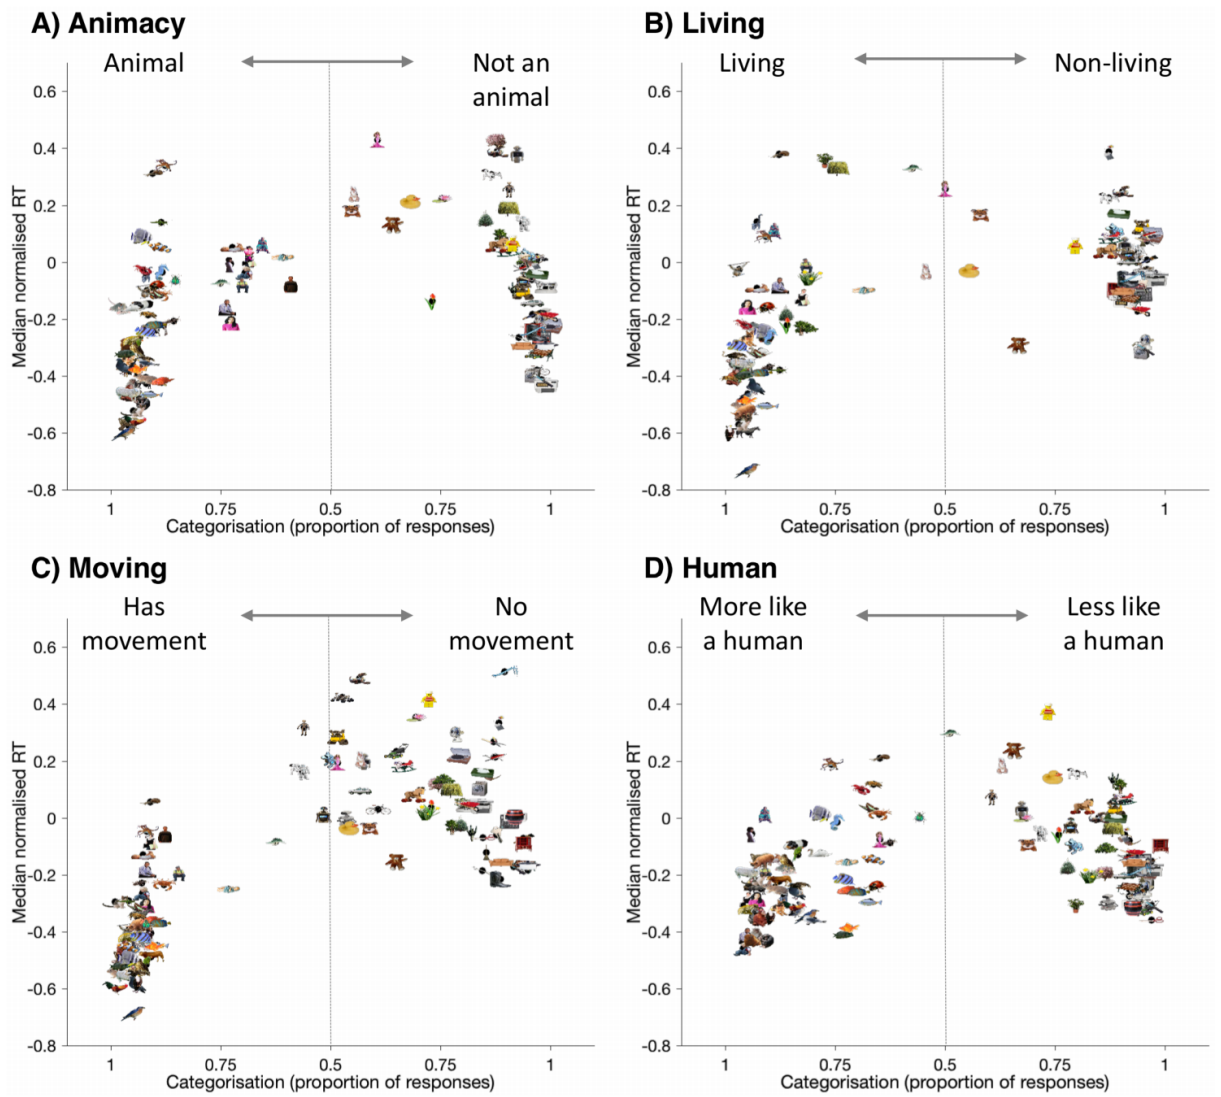 A) Animacy
Animal
Not an
animal
0.6
0.4
0.2
0
-0.2
-0.4
-0.6
-0.8
Median normalised RT
1
0.75
0.5
0.75
1
Categorisation (proportion of responses)
B) Living
Living
Non-living
0.6
0.4
0.2
0
-0.2
-0.4
-0.6
-0.8
Median normalised RT
1
0.75
0.5
0.75
1
Categorisation (proportion of responses)
C) Moving
Has
movement
No
movement
0.6
0.4
0.2
0
-0.2
-0.4
-0.6
-0.8
Median normalised RT
1
0.75
0.5
0.75
1
Categorisation (proportion of responses)
D) Human
More like
a human
Less like
a human
0.6
0.4
0.2
0
-0.2
-0.4
-0.6
-0.8
Median normalised RT
1
0.75
0.5
0.75
1
Categorisation (proportion of responses)